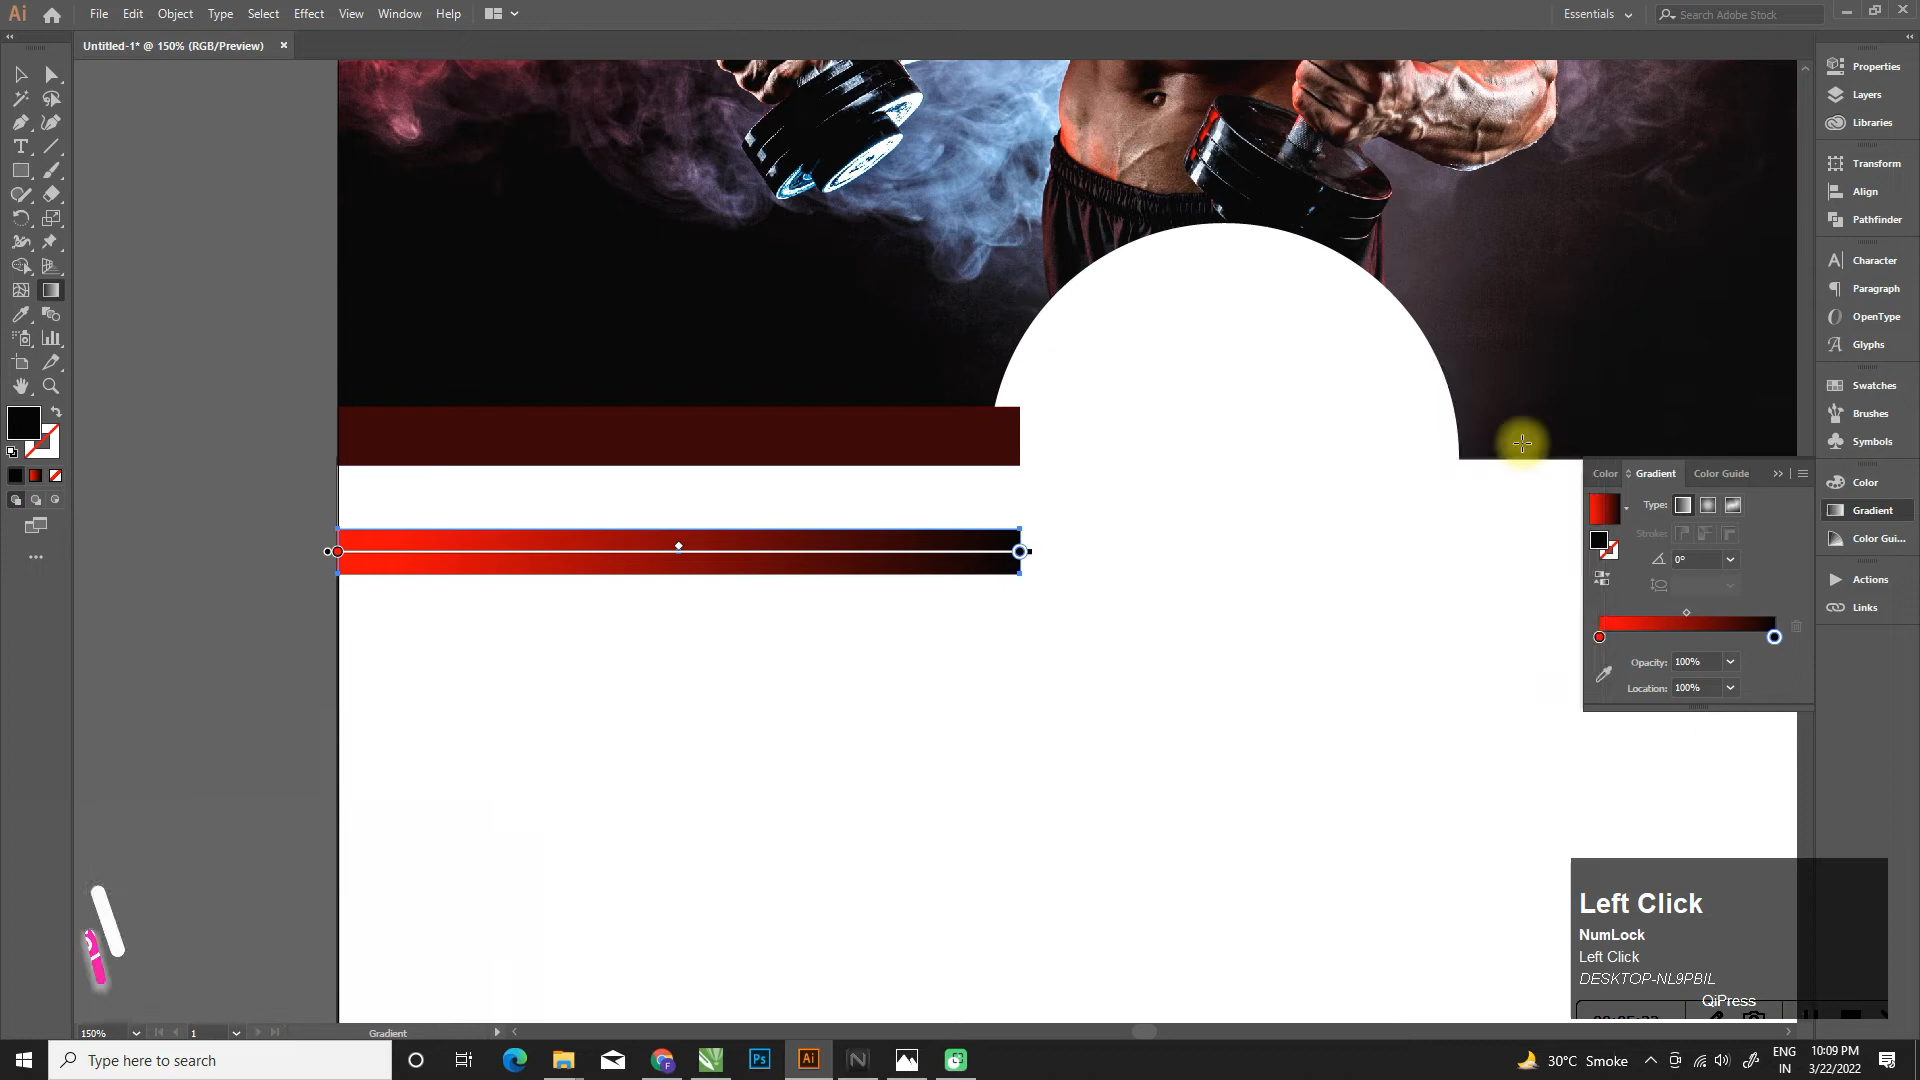 Ai
File Edit Object Type Select Effect View Window Help
Essentials
Search Adobe Stock
Untitled-1* @ 150% (RGB/Preview) ×
Properties
Layers
Libraries
Transform
Align
Pathfinder
Character
Paragraph
OpenType
Glyphs
Swatches
Brushes
Symbols
Color
Gradient
Color Gui...
Actions
Links
Color Gradient Color Guide
Type:
Stroke:
0°
Opacity: 100%
Location: 100%
Left Click
NumLock
Left Click
DESKTOP-NL9PBIL
QiPress
150% 1 Gradient
Type here to search
Ps Ai N
30°C Smoke
ENG
IN
10:09 PM
3/22/2022